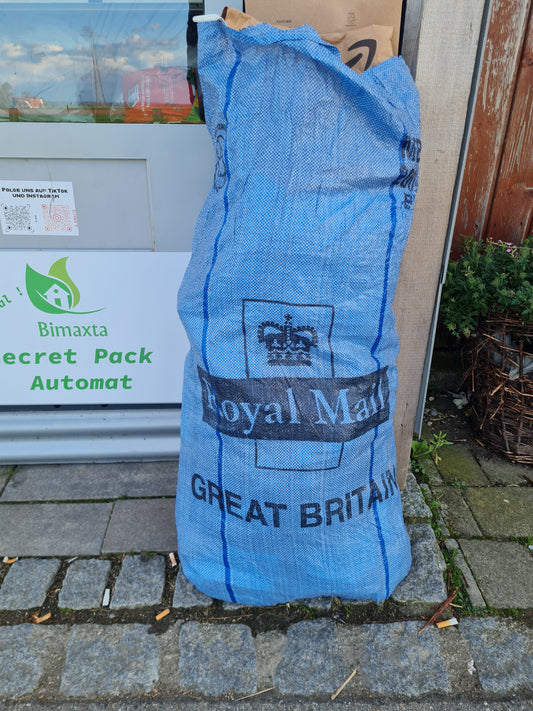 FOLGE UNS AUF TIKTOK
UND INSTAGRAM
Bimaxta
ecret Pack
Automat
Royal Mail
GREAT BRITAIN